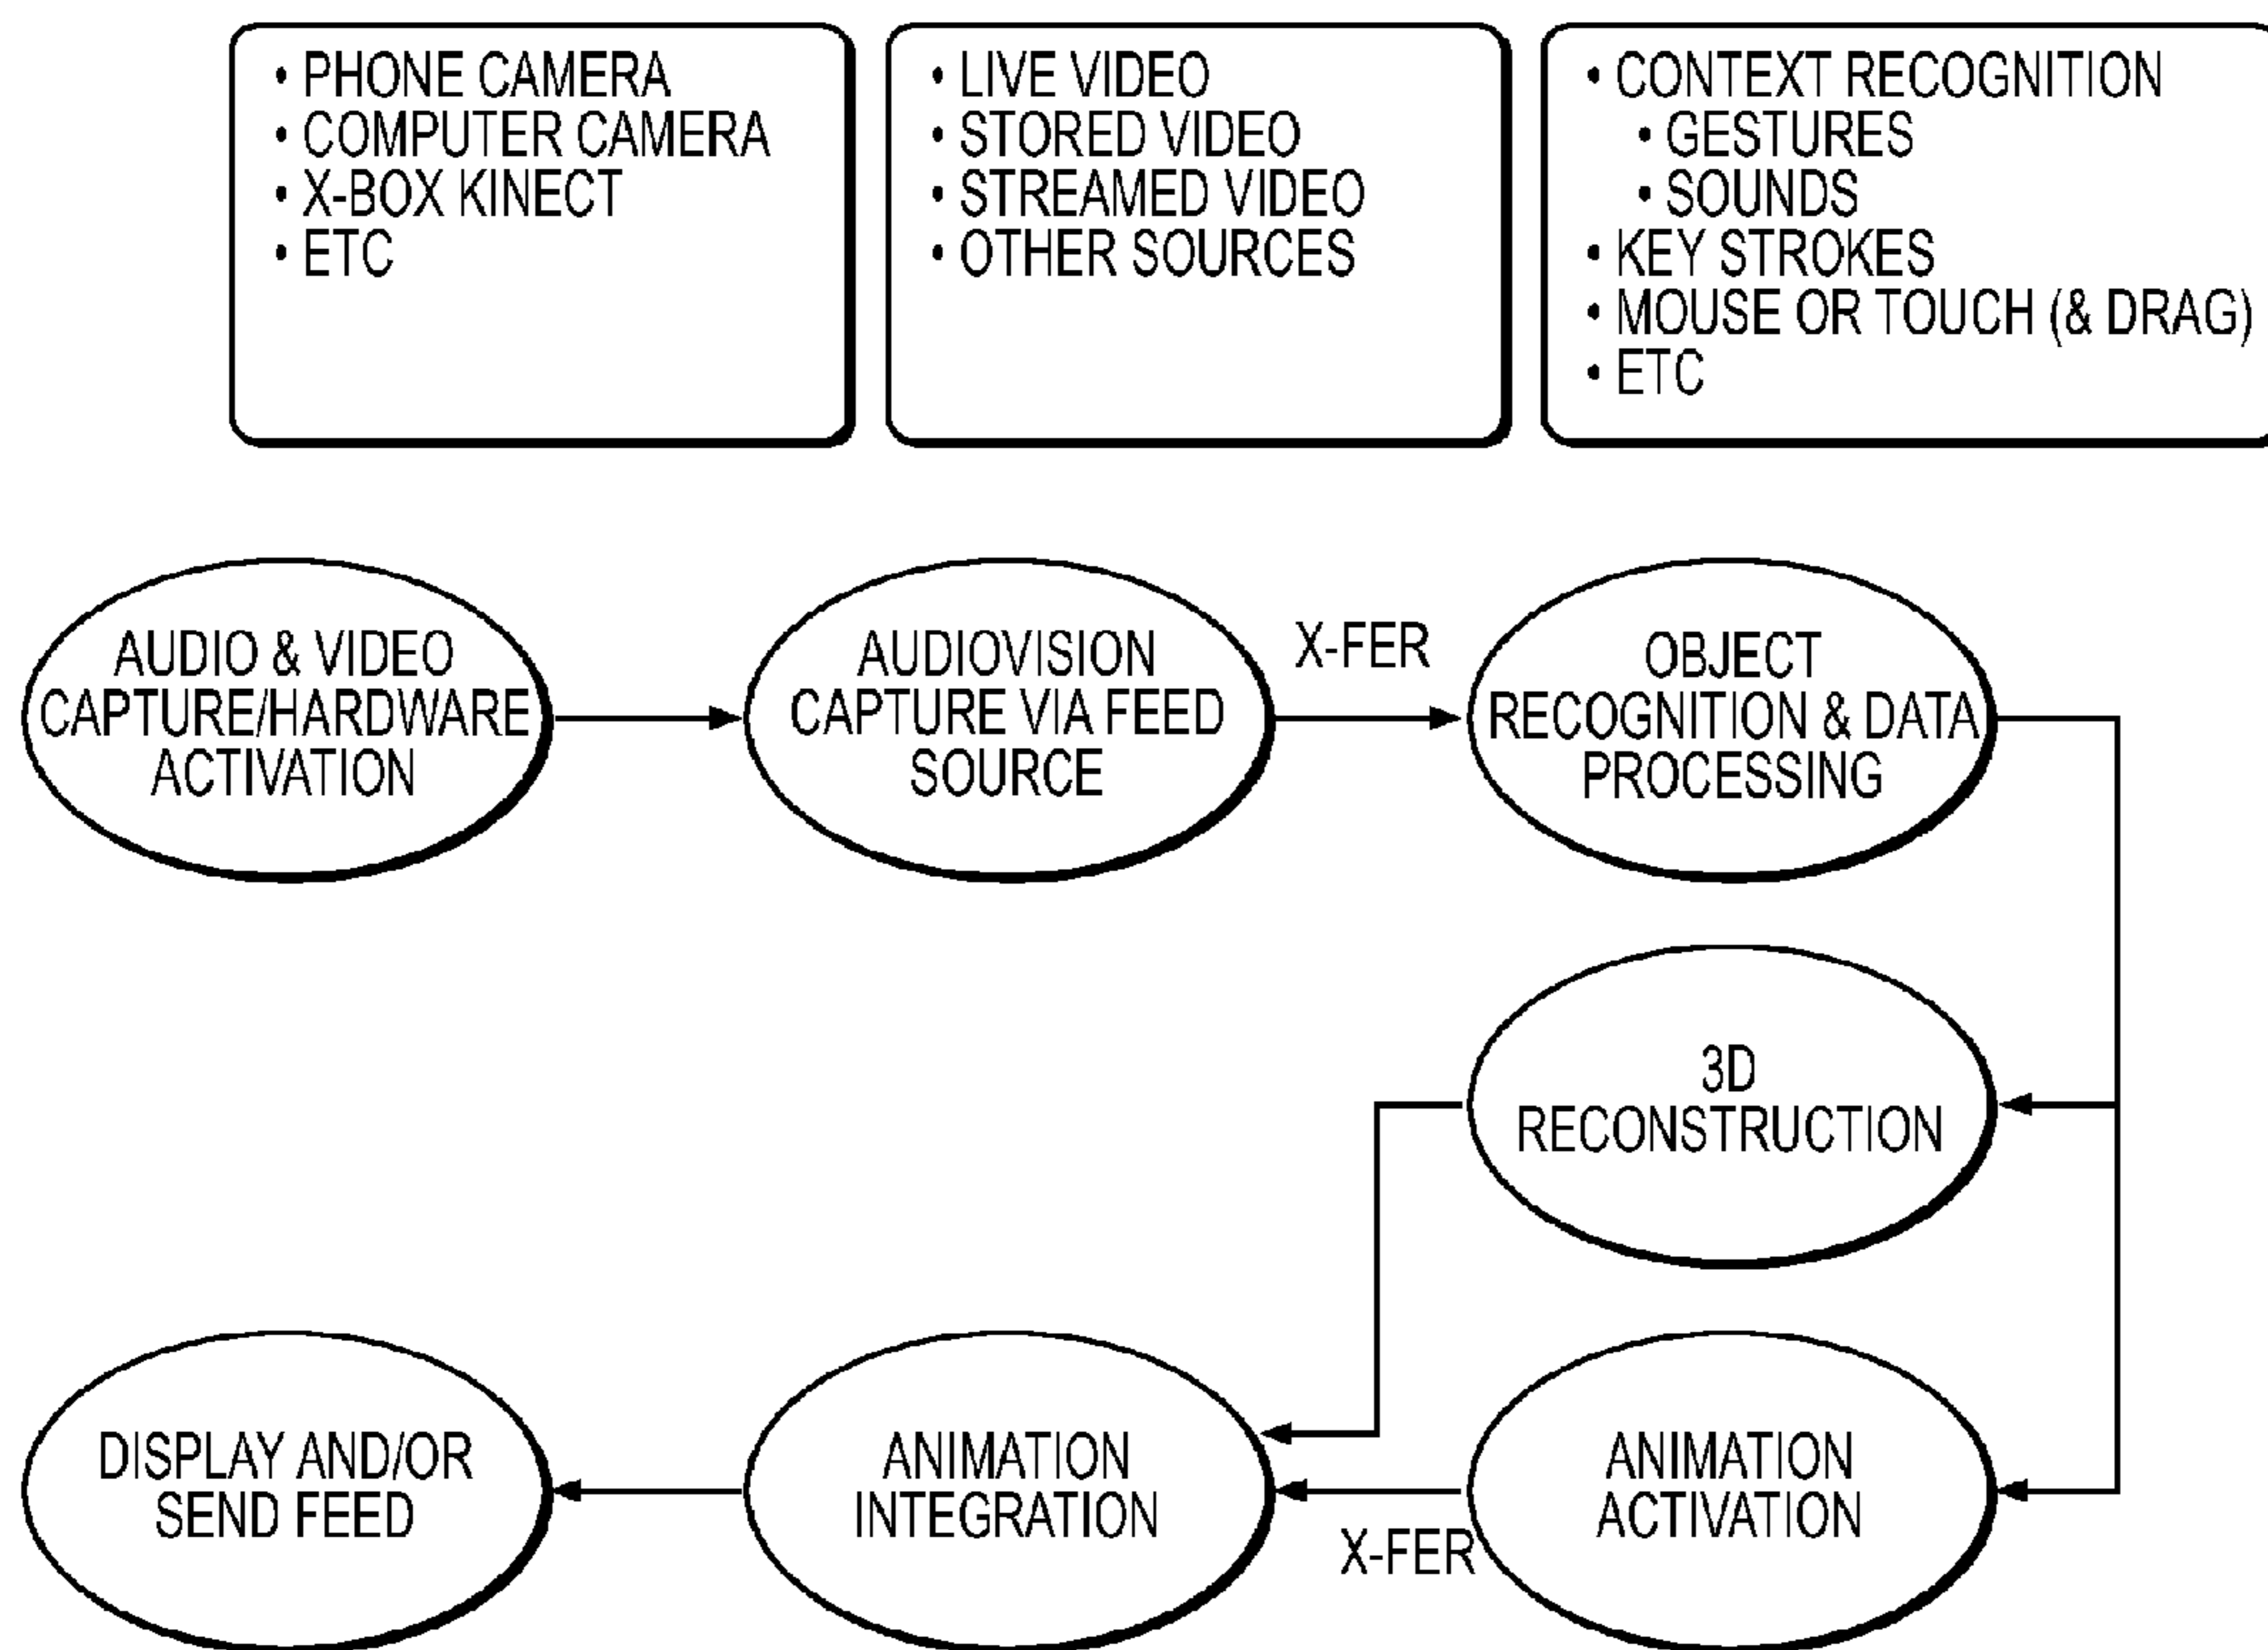 • PHONE CAMERA
• COMPUTER CAMERA
• X-BOX KINECT
• ETC
• LIVE VIDEO
• STORED VIDEO
• STREAMED VIDEO
• OTHER SOURCES
• CONTEXT RECOGNITION
• GESTURES
• SOUNDS
• KEY STROKES
• MOUSE OR TOUCH (& DRAG)
• ETC
AUDIO & VIDEO
CAPTURE/HARDWARE
ACTIVATION
AUDIOVISION
CAPTURE VIA FEED
SOURCE
X-FER
OBJECT
RECOGNITION & DATA
PROCESSING
3D
RECONSTRUCTION
ANIMATION
ACTIVATION
X-FER
ANIMATION
INTEGRATION
DISPLAY AND/OR
SEND FEED